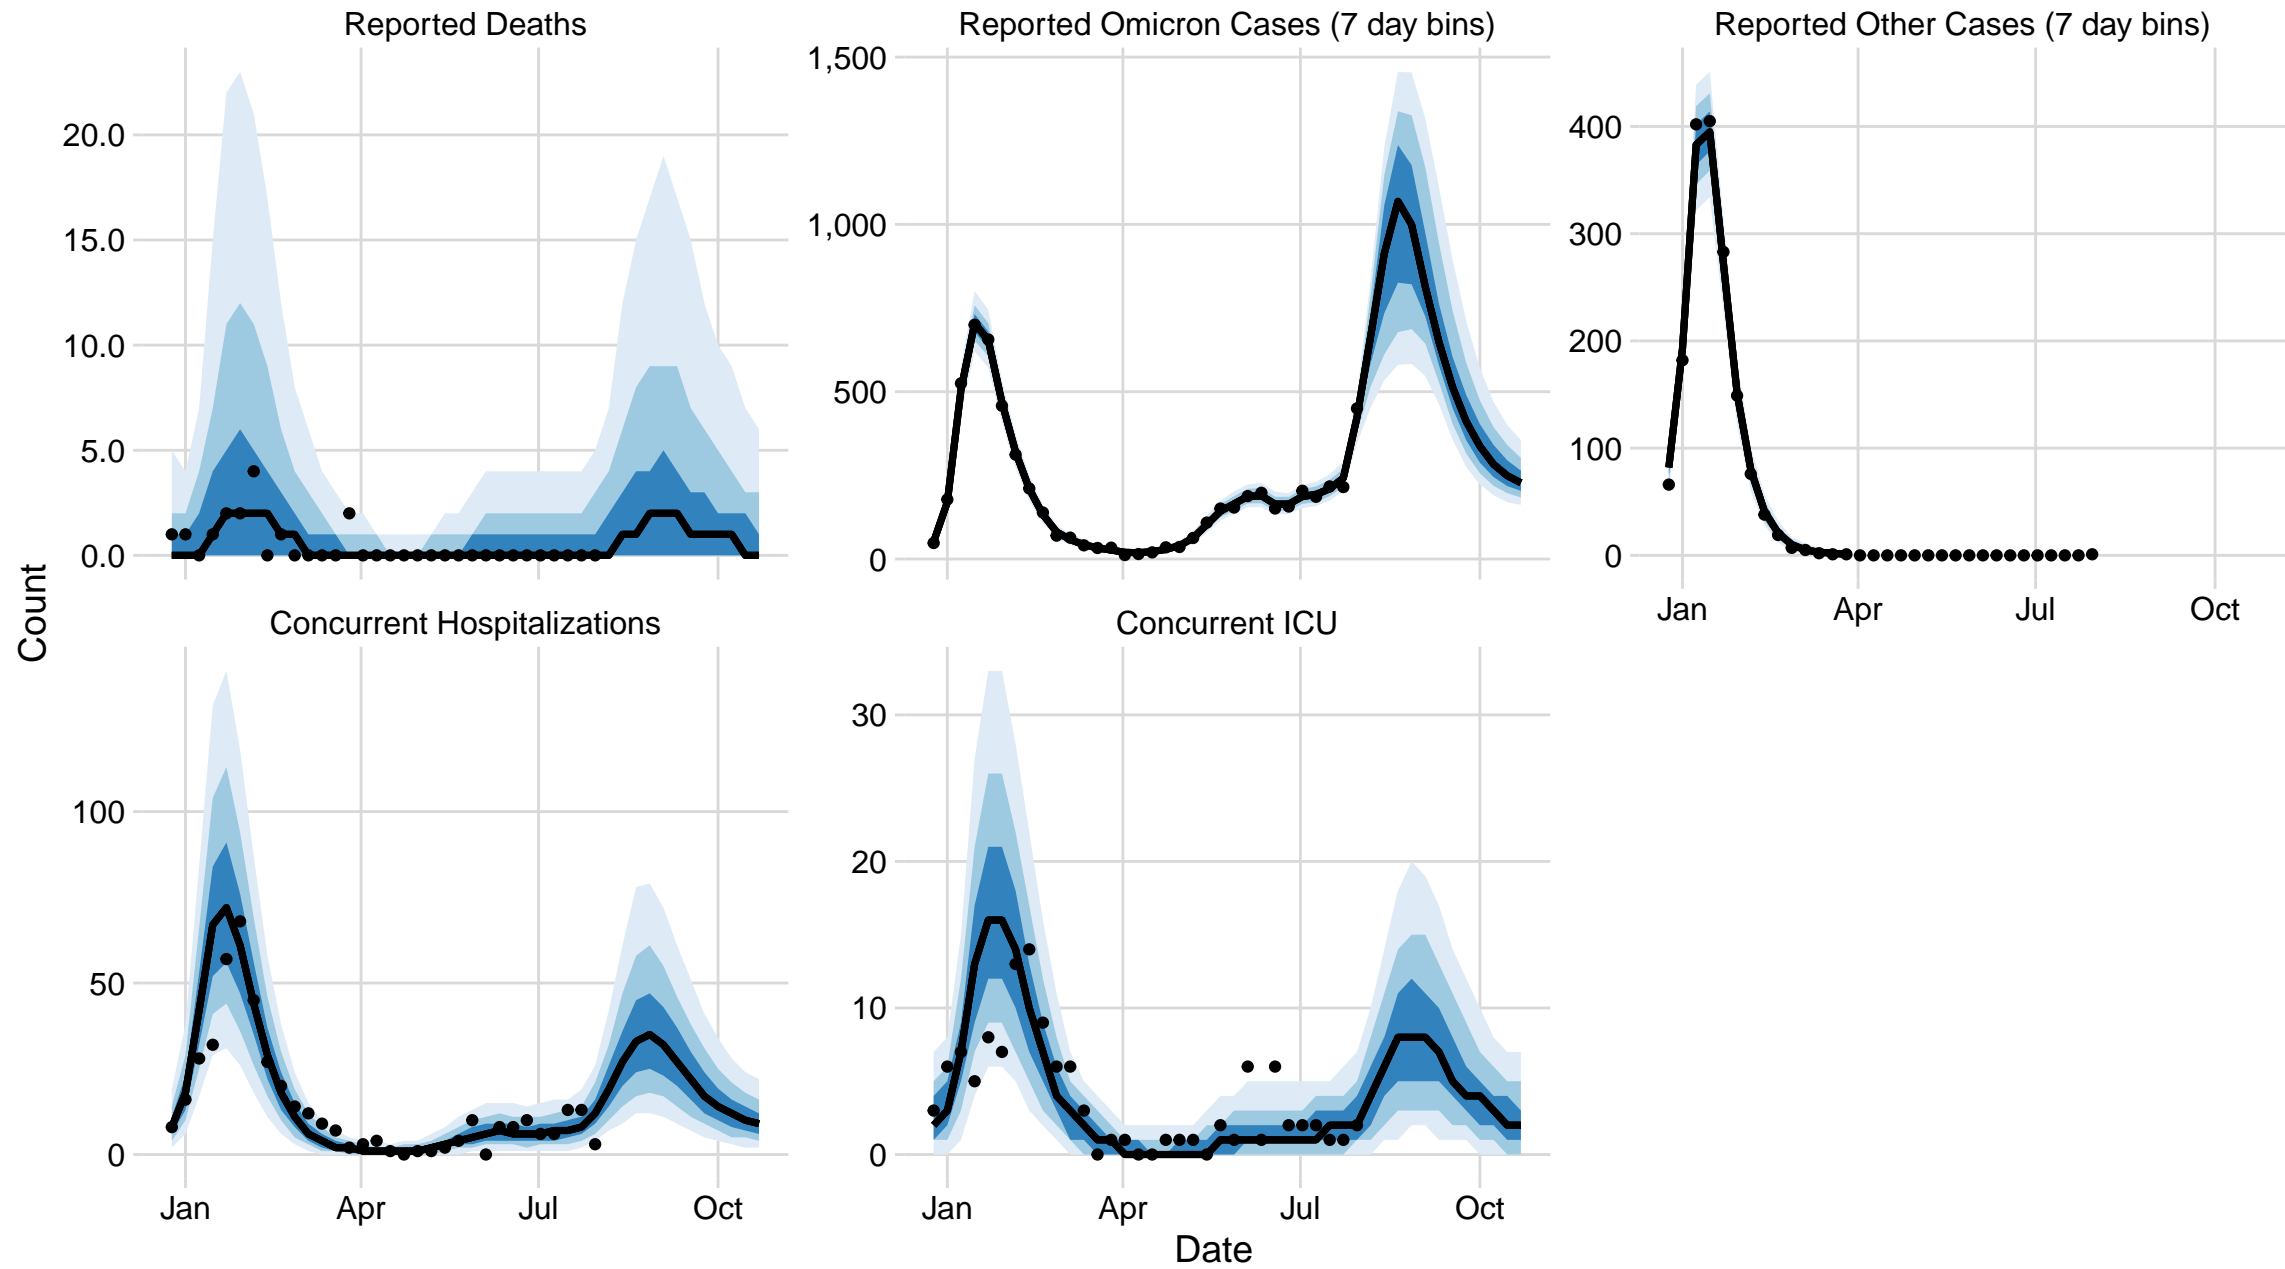 Reported Deaths
Reported Omicron Cases (7 day bins)
Reported Other Cases (7 day bins)
20.0
15.0
10.0
5.0
0.0
1,500
1,000
500
0
400
300
200
100
0
Jan Apr Jul Oct
Count
Concurrent Hospitalizations
Concurrent ICU
100
50
0
30
20
10
0
Jan Apr Jul Oct
Jan Apr Jul Oct
Date